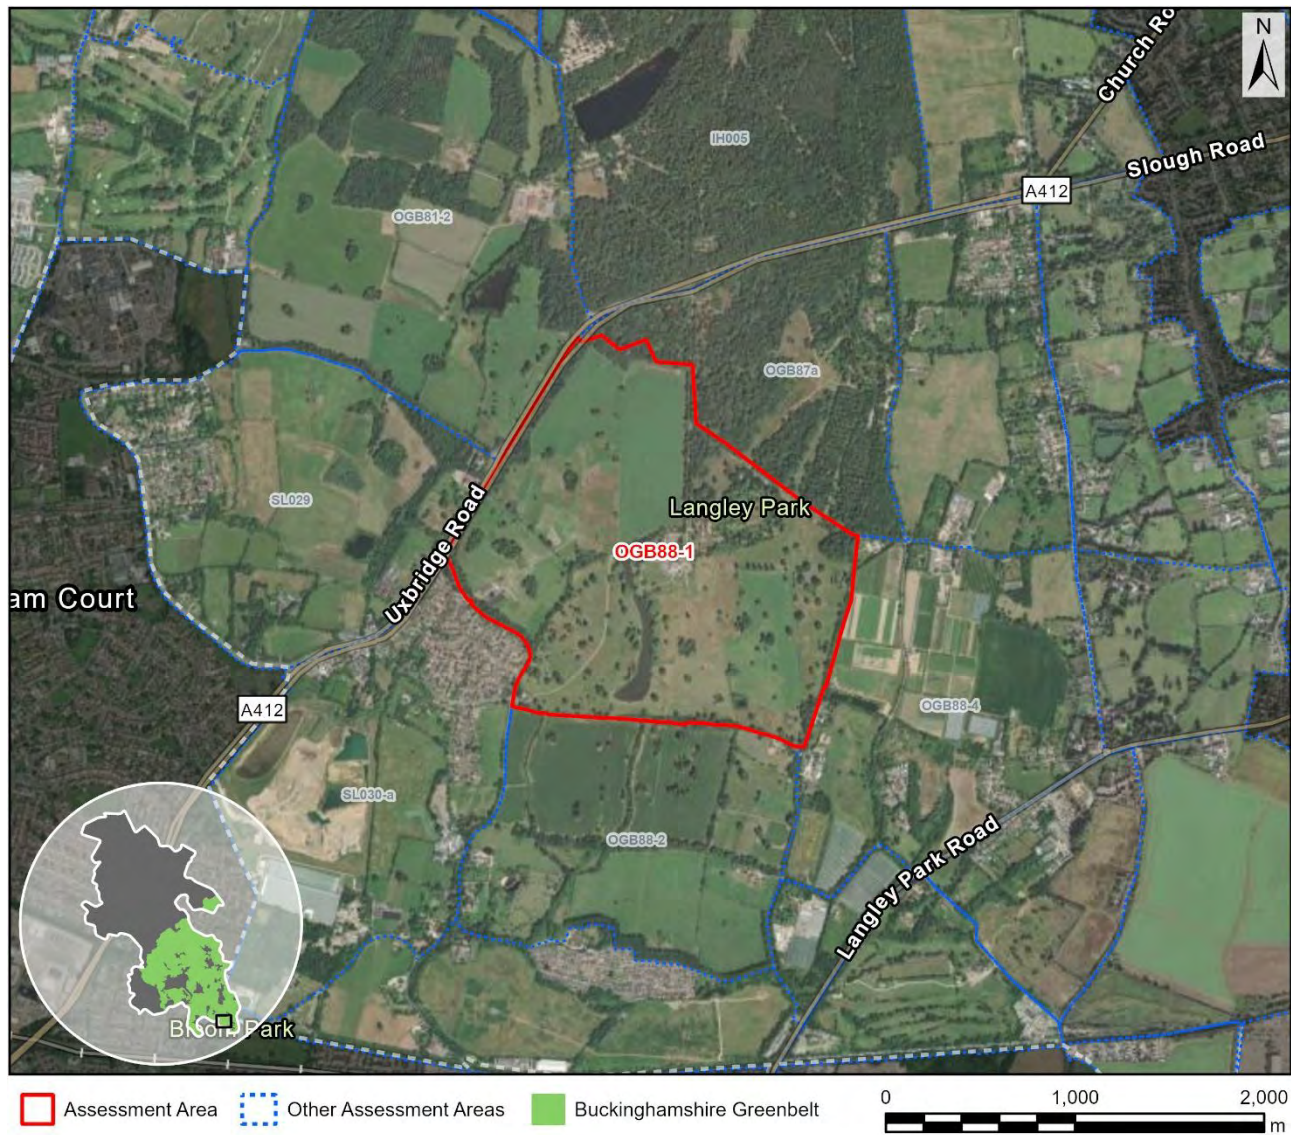 N
Church Ro
Slough Road
A412
IH005
OGB81-2
OGB87a
SL029
Langley Park
OGB88-1
Uxbridge Road
am Court
A412
OGB88-4
SL030-a
OGB88-2
Langley Park Road
Park
Assessment Area
Other Assessment Areas
Buckinghamshire Greenbelt
0 1,000 2,000
m